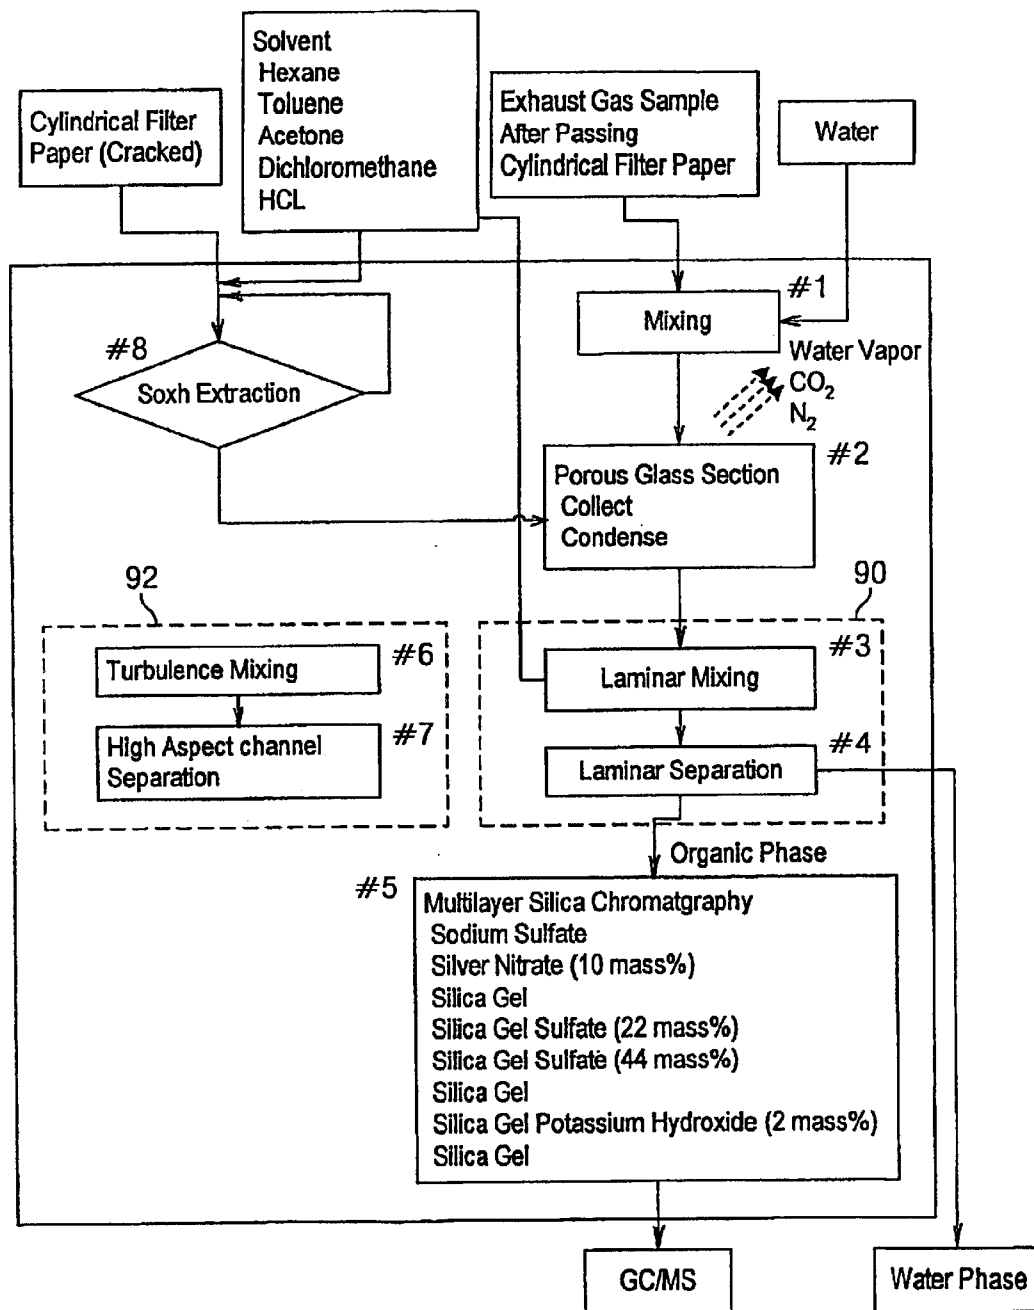 Solvent
Hexane
Toluene
Acetone
Dichloromethane
HCL
Cylindrical Filter
Paper (Cracked)
Exhaust Gas Sample
After Passing
Cylindrical Filter Paper
Water
#1
Mixing
Water Vapor
CO2
N2
#8
Soxh Extraction
#2
Porous Glass Section
Collect
Condense
92
90
#6
Turbulence Mixing
#3
Laminar Mixing
#7
High Aspect channel
Separation
#4
Laminar Separation
Organic Phase
#5
Multilayer Silica Chromatgraphy
Sodium Sulfate
Silver Nitrate (10 mass%)
Silica Gel
Silica Gel Sulfate (22 mass%)
Silica Gel Sulfate (44 mass%)
Silica Gel
Silica Gel Potassium Hydroxide (2 mass%)
Silica Gel
GC/MS
Water Phase